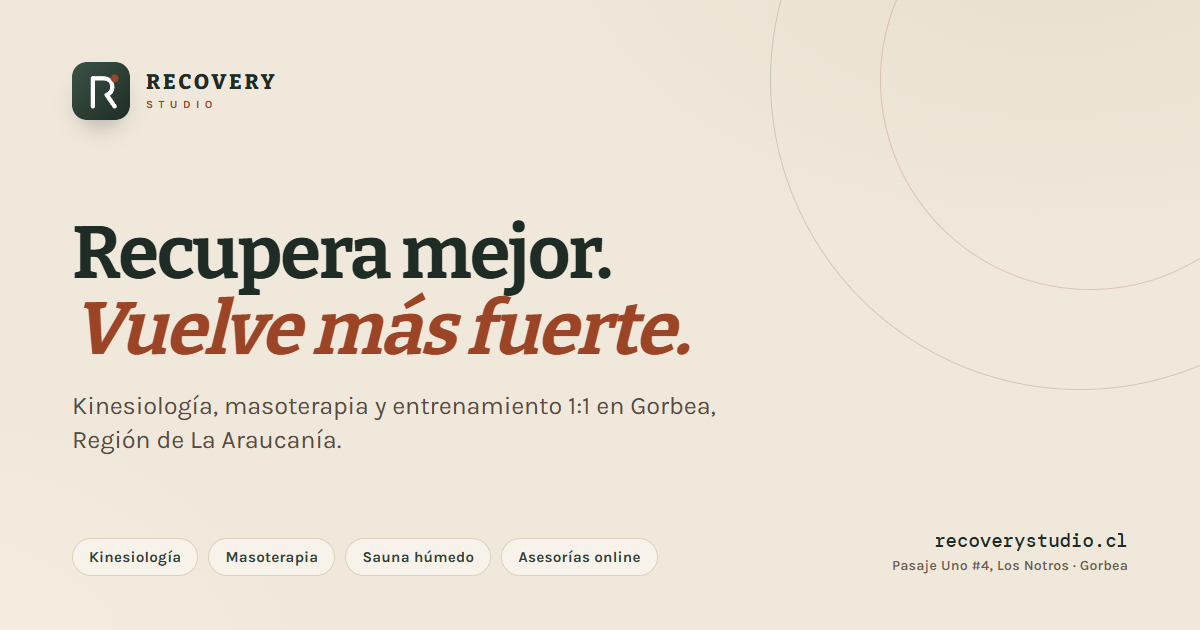 R
RECOVERY
STUDIO
Recupera mejor.
Vuelve más fuerte.
Kinesiología, masoterapia y entrenamiento 1:1 en Gorbea,
Región de La Araucanía.
Kinesiología
Masoterapia
Sauna húmedo
Asesorías online
recoverystudio.cl
Pasaje Uno #4, Los Notros · Gorbea